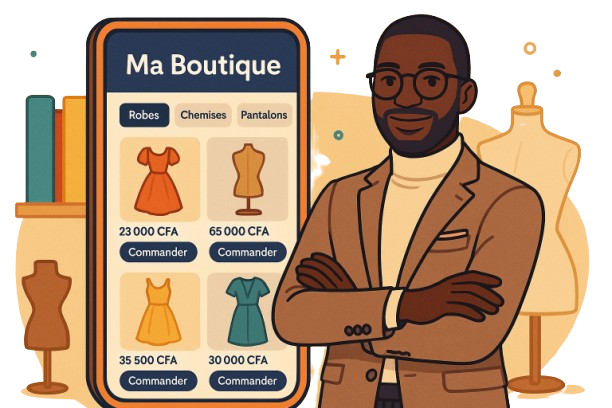 Ma Boutique
Robes Chemises Pantalons
23 000 CFA 65 000 CFA
Commander Commander
35 500 CFA 30 000 CFA
Commander Commander